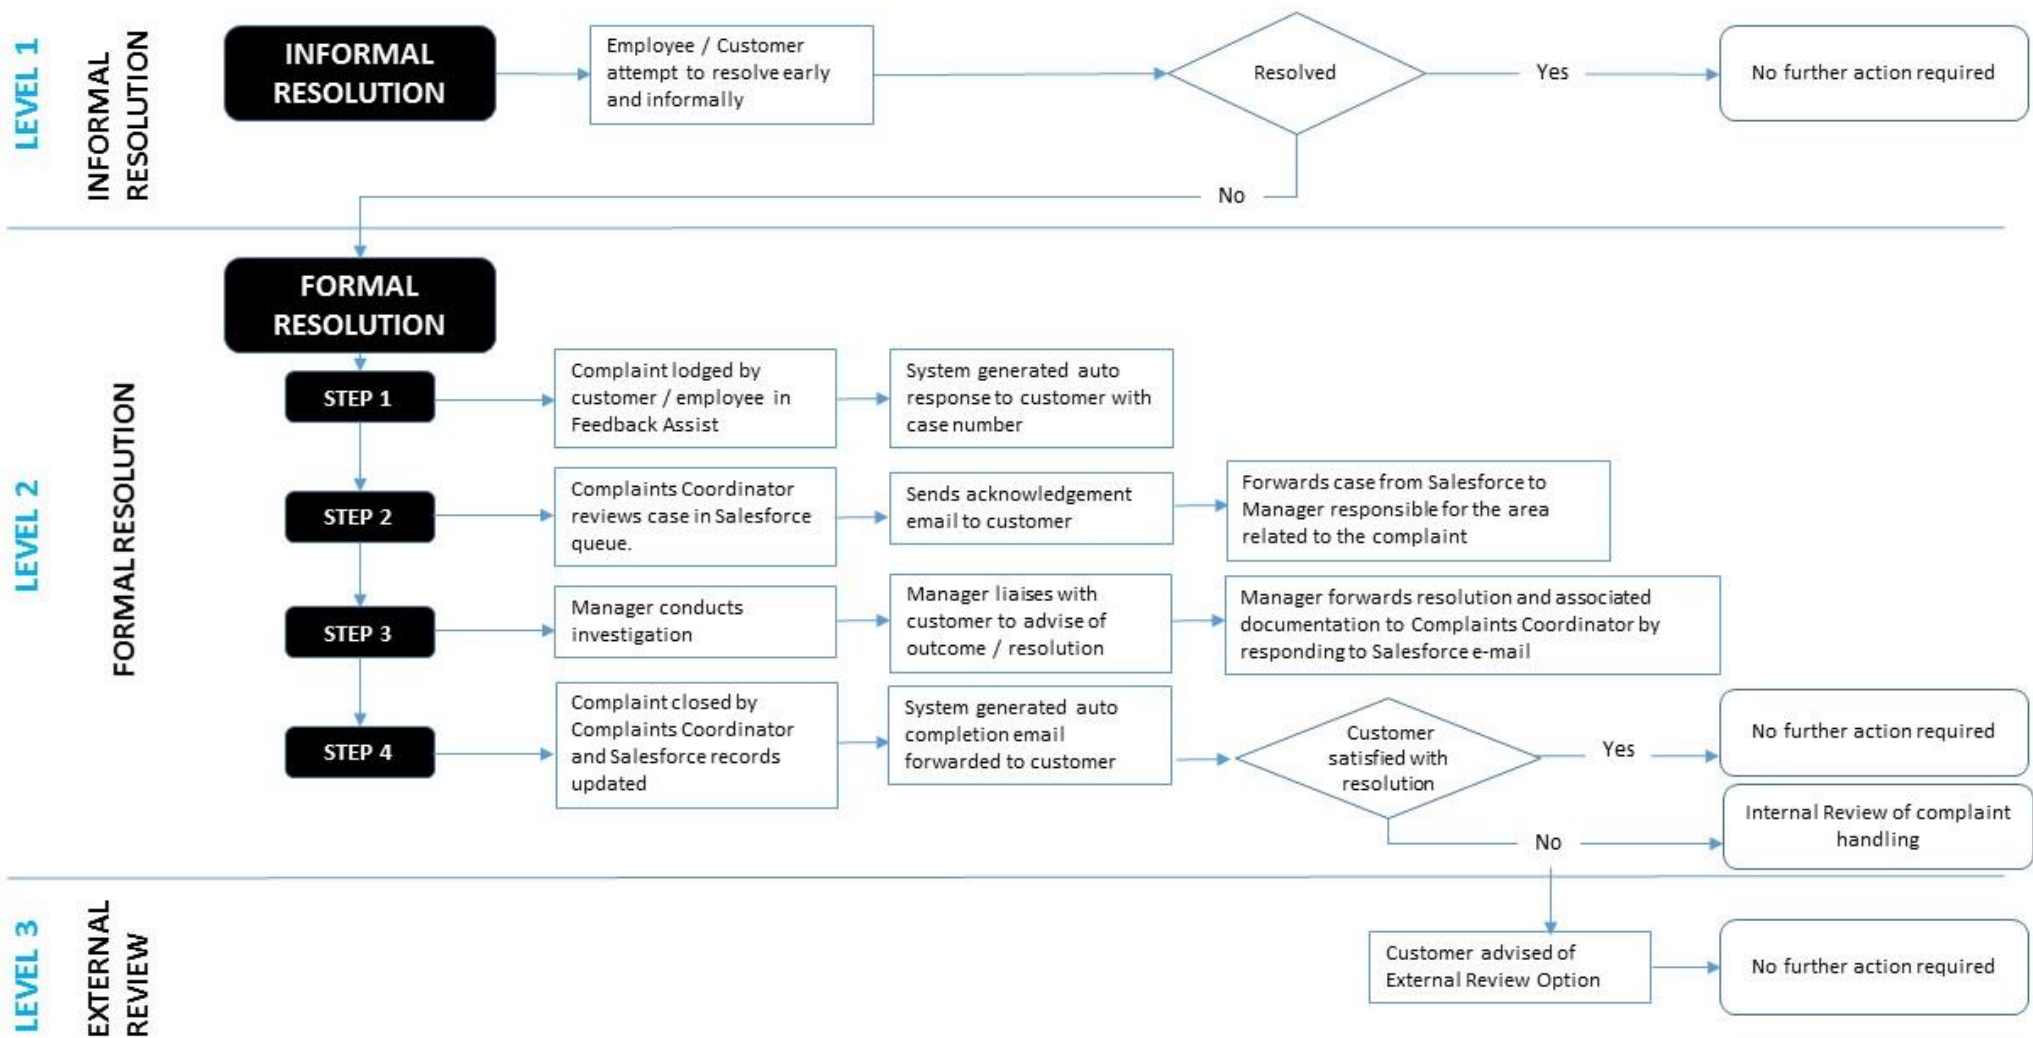 LEVEL 1
INFORMAL
RESOLUTION
INFORMAL
RESOLUTION
Employee / Customer
attempt to resolve early
and informally
Resolved
Yes
No further action required
No
LEVEL 2
FORMAL RESOLUTION
FORMAL
RESOLUTION
STEP 1
Complaint lodged by
customer / employee in
Feedback Assist
System generated auto
response to customer with
case number
STEP 2
Complaints Coordinator
reviews case in Salesforce
queue.
Sends acknowledgement
email to customer
Forwards case from Salesforce to
Manager responsible for the area
related to the complaint
STEP 3
Manager conducts
investigation
Manager liaises with
customer to advise of
outcome / resolution
Manager forwards resolution and associated
documentation to Complaints Coordinator by
responding to Salesforce e-mail
STEP 4
Complaint closed by
Complaints Coordinator
and Salesforce records
updated
System generated auto
completion email
forwarded to customer
Customer
satisfied with
resolution
Yes
No further action required
No
Internal Review of complaint
handling
LEVEL 3
EXTERNAL
REVIEW
Customer advised of
External Review Option
No further action required